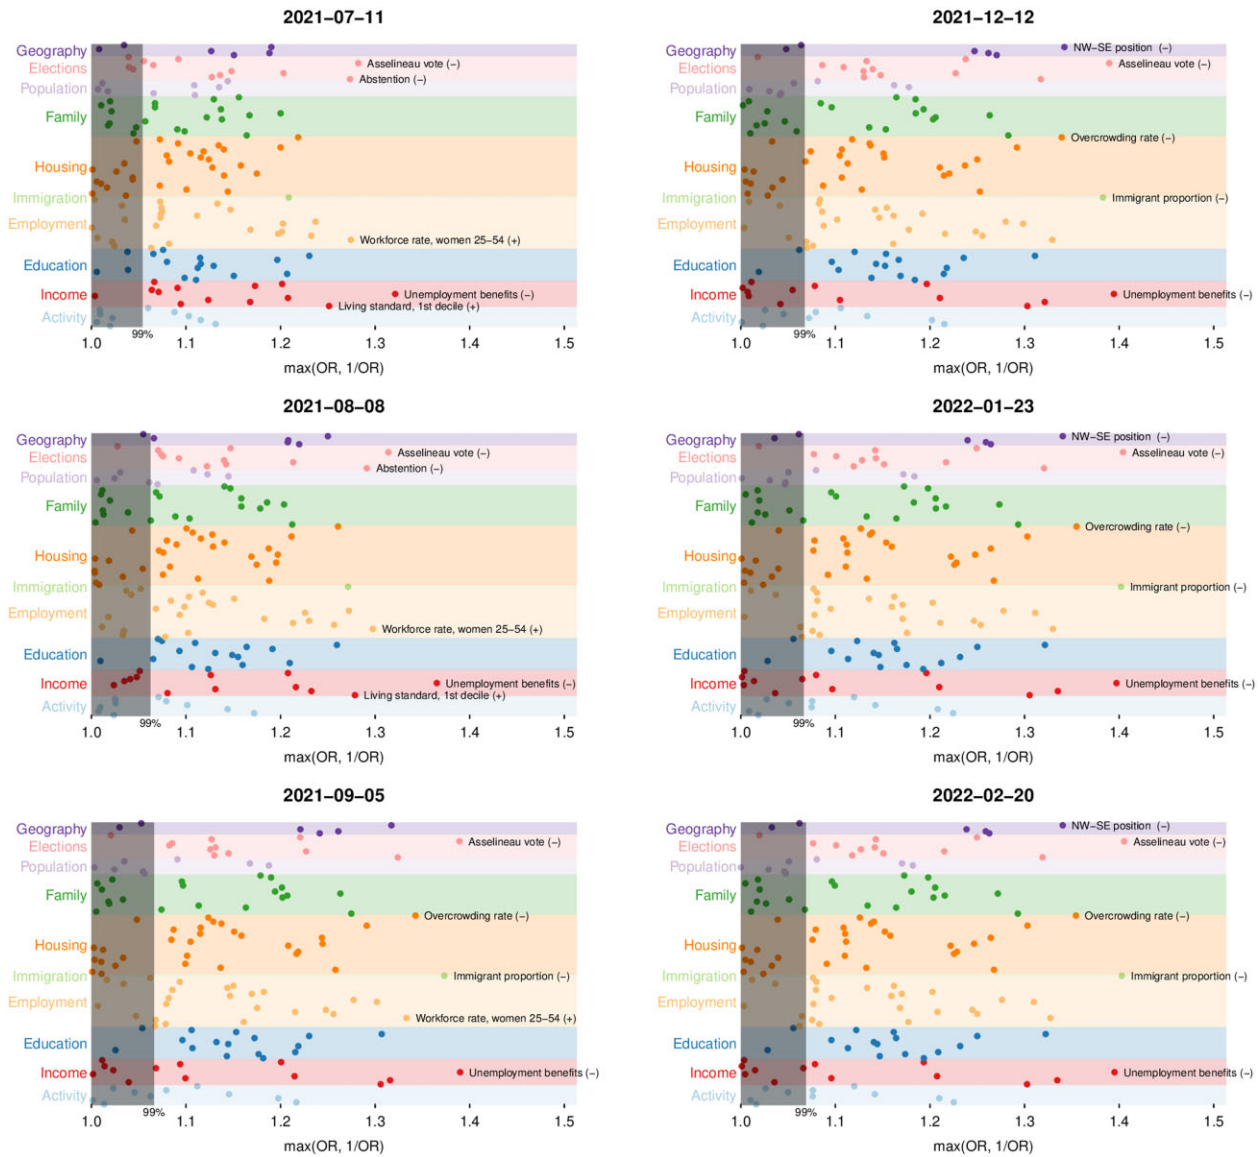 2021−07−11
Geography
Elections
Asselineau vote (−)
Abstention (−)
Population
Family
Housing
Immigration
Employment
Workforce rate, women 25−54 (+)
Education
Income
Unemployment benefits (−)
Living standard, 1st decile (+)
Activity
99%
1.0 1.1 1.2 1.3 1.4 1.5
max(OR, 1/OR)
2021−12−12
Geography
NW−SE position (−)
Elections
Asselineau vote (−)
Population
Family
Overcrowding rate (−)
Housing
Immigration
Immigrant proportion (−)
Employment
Education
Income
Unemployment benefits (−)
Activity
99%
1.0 1.1 1.2 1.3 1.4 1.5
max(OR, 1/OR)
2021−08−08
Geography
Elections
Asselineau vote (−)
Abstention (−)
Population
Family
Housing
Immigration
Employment
Workforce rate, women 25−54 (+)
Education
Income
Unemployment benefits (−)
Living standard, 1st decile (+)
Activity
99%
1.0 1.1 1.2 1.3 1.4 1.5
max(OR, 1/OR)
2022−01−23
Geography
NW−SE position (−)
Elections
Asselineau vote (−)
Population
Family
Overcrowding rate (−)
Housing
Immigration
Immigrant proportion (−)
Employment
Education
Income
Unemployment benefits (−)
Activity
99%
1.0 1.1 1.2 1.3 1.4 1.5
max(OR, 1/OR)
2021−09−05
Geography
Elections
Asselineau vote (−)
Population
Family
Overcrowding rate (−)
Housing
Immigration
Immigrant proportion (−)
Employment
Workforce rate, women 25−54 (+)
Education
Income
Unemployment benefits (−)
Activity
99%
1.0 1.1 1.2 1.3 1.4 1.5
max(OR, 1/OR)
2022−02−20
Geography
NW−SE position (−)
Elections
Asselineau vote (−)
Population
Family
Overcrowding rate (−)
Housing
Immigration
Immigrant proportion (−)
Employment
Education
Income
Unemployment benefits (−)
Activity
99%
1.0 1.1 1.2 1.3 1.4 1.5
max(OR, 1/OR)